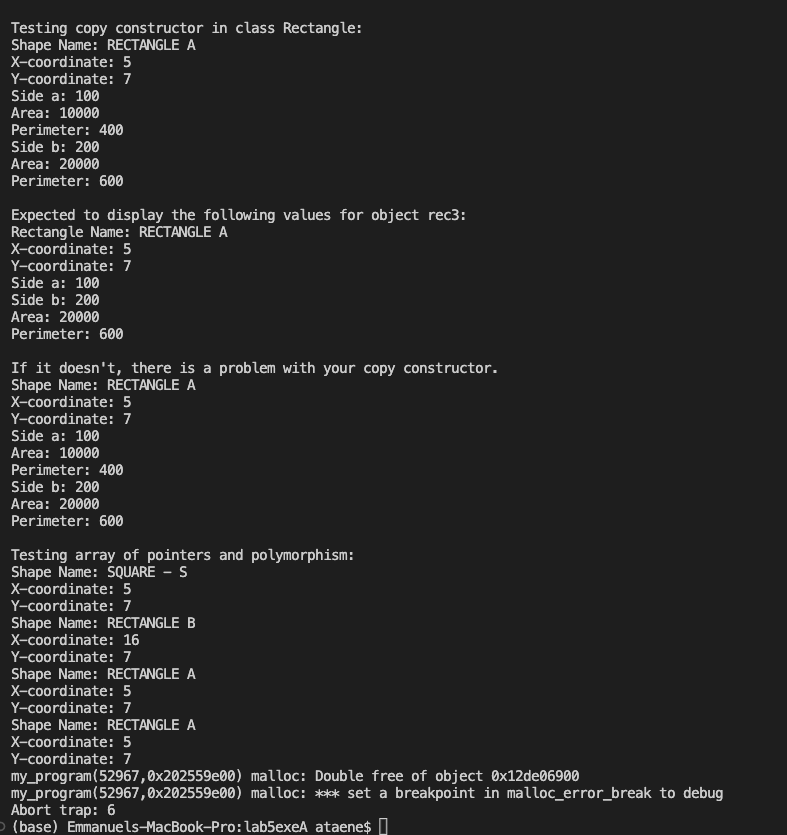 Testing copy constructor in class Rectangle:
Shape Name: RECTANGLE A
X-coordinate: 5
Y-coordinate: 7
Side a: 100
Area: 10000
Perimeter: 400
Side b: 200
Area: 20000
Perimeter: 600
Expected to display the following values for object rec3:
Rectangle Name: RECTANGLE A
X-coordinate: 5
Y-coordinate: 7
Side a: 100
Side b: 200
Area: 20000
Perimeter: 600
If it doesn't, there is a problem with your copy constructor.
Shape Name: RECTANGLE A
X-coordinate: 5
Y-coordinate: 7
Side a: 100
Area: 10000
Perimeter: 400
Side b: 200
Area: 20000
Perimeter: 600
Testing array of pointers and polymorphism:
Shape Name: SQUARE - S
X-coordinate: 5
Y-coordinate: 7
Shape Name: RECTANGLE B
X-coordinate: 16
Y-coordinate: 7
Shape Name: RECTANGLE A
X-coordinate: 5
Y-coordinate: 7
Shape Name: RECTANGLE A
X-coordinate: 5
Y-coordinate: 7
my_program(52967,0x202559e00) malloc: Double free of object 0x12de06900
my_program(52967,0x202559e00) malloc: *** set a breakpoint in malloc_error_break to debug
Abort trap: 6
(base) Emmanuels-MacBook-Pro:lab5exeA ataene$